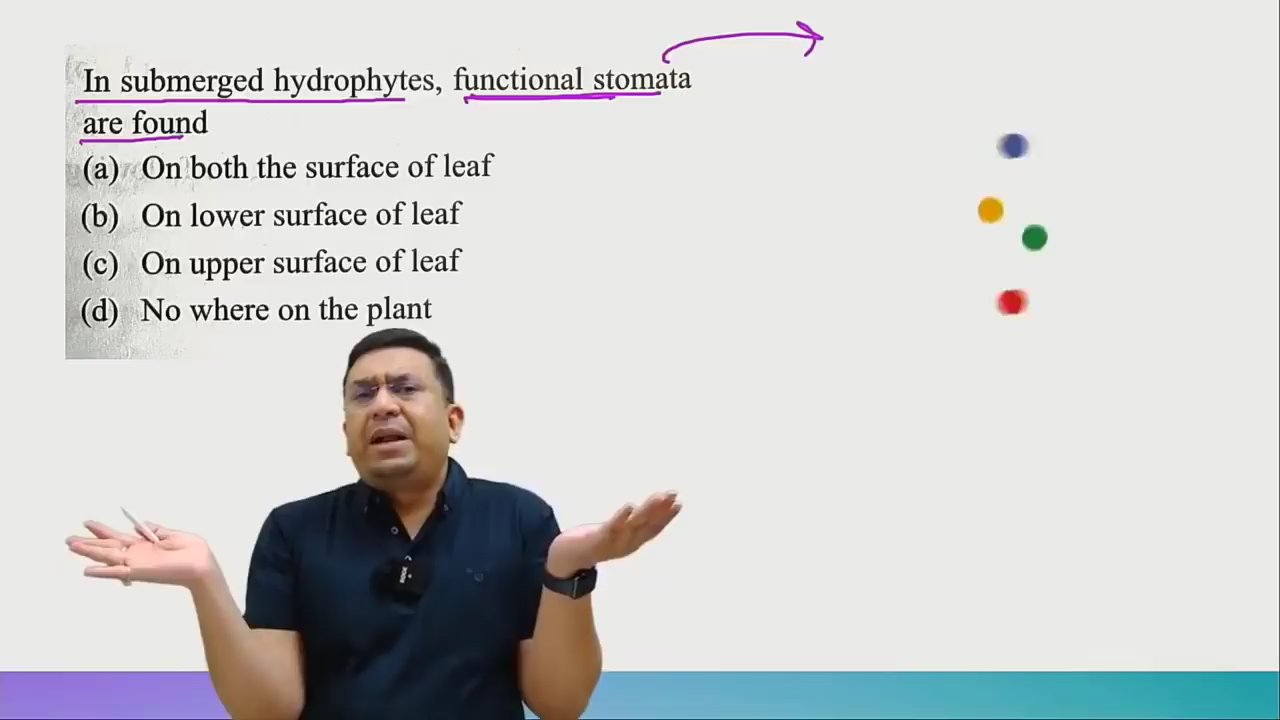 In submerged hydrophytes, functional stomata
are found
(a) On both the surface of leaf
(b) On lower surface of leaf
(c) On upper surface of leaf
(d) No where on the plant